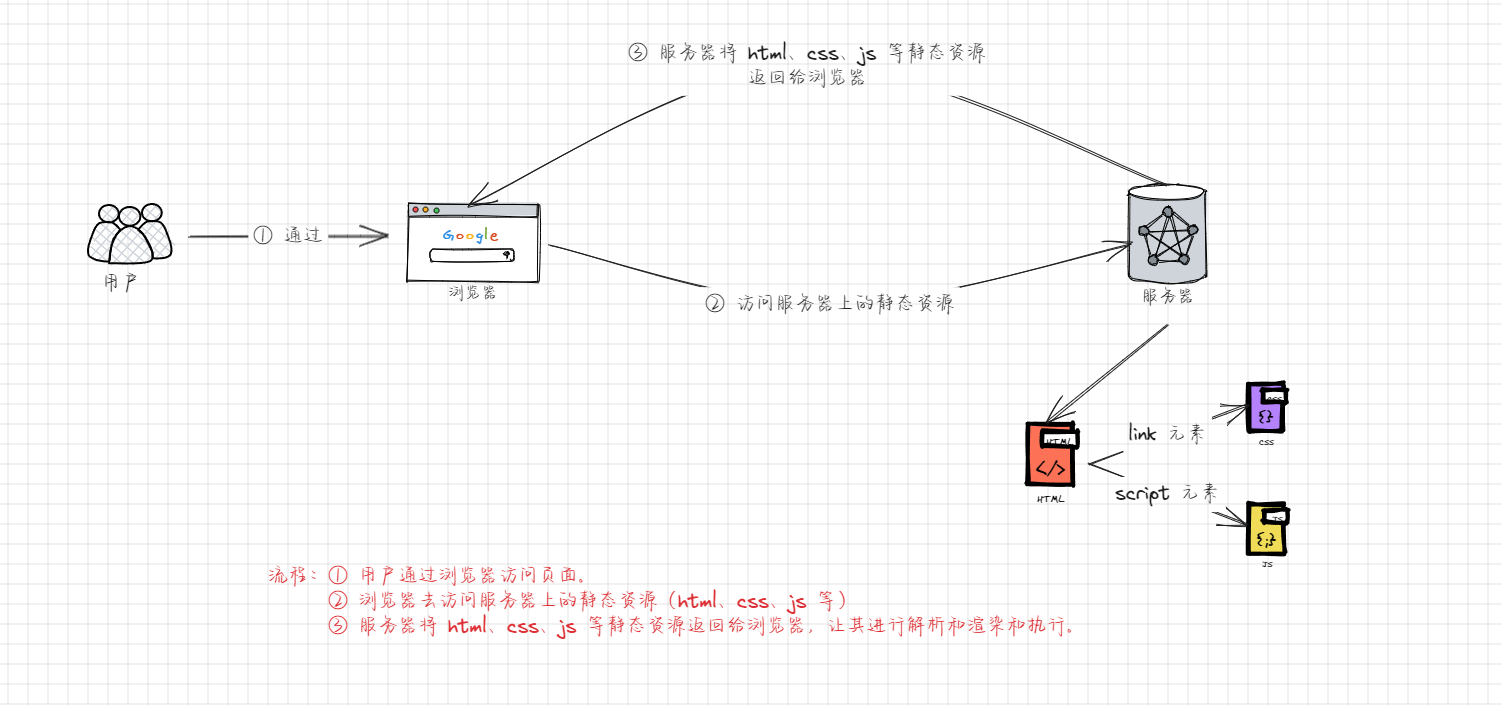 ③ 服务器将 html、css、js 等静态资源
返回给浏览器
① 通过
Google
用户
浏览器
② 访问服务器上的静态资源
服务器
CSS
link 元素
HTML
</>
{}
css
script 元素
HTML
JS
{;}
JS
流程：① 用户通过浏览器访问页面。
② 浏览器去访问服务器上的静态资源（html、css、js 等）
③ 服务器将 html、css、js 等静态资源返回给浏览器，让其进行解析和渲染和执行。